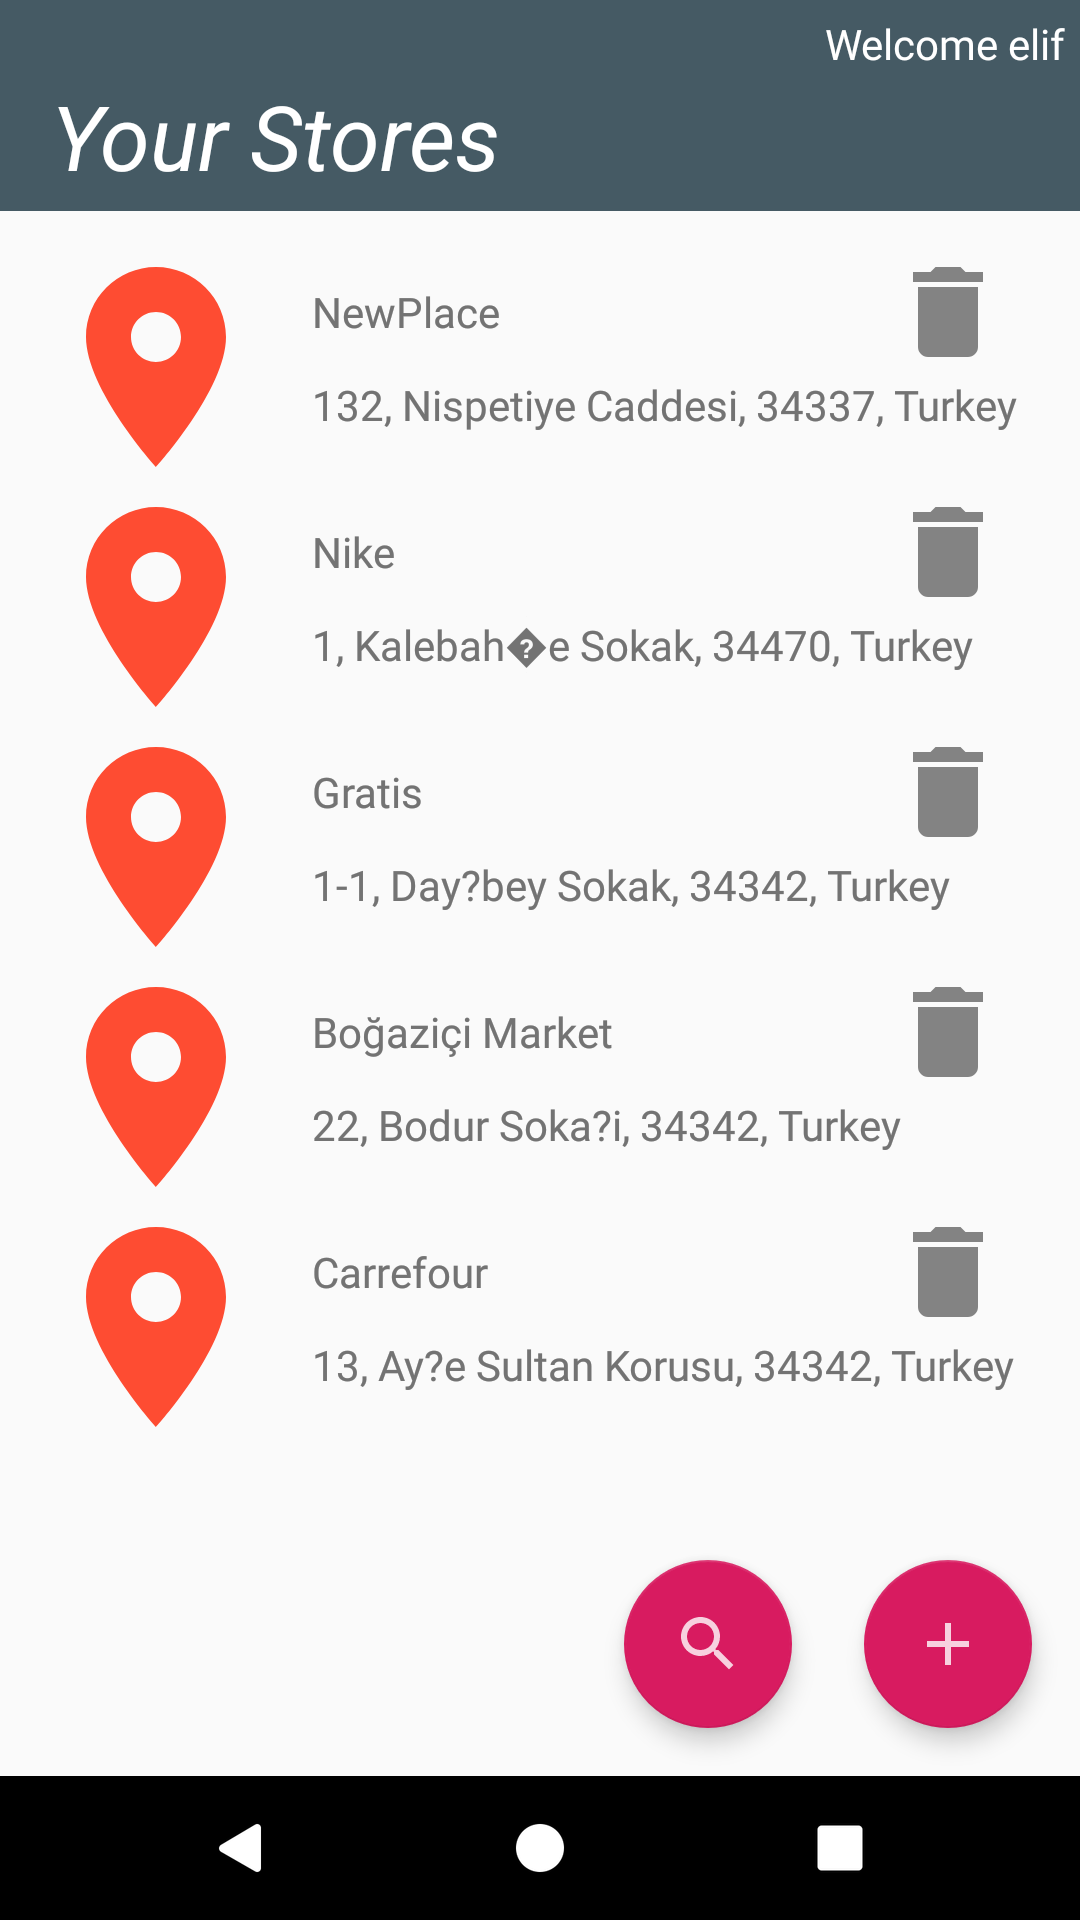 Welcome elif
Your Stores
NewPlace
132, Nispetiye Caddesi, 34337, Turkey
Nike
1, Kalebah�e Sokak, 34470, Turkey
Gratis
1-1, Day?bey Sokak, 34342, Turkey
Boğaziçi Market
22, Bodur Soka?i, 34342, Turkey
Carrefour
13, Ay?e Sultan Korusu, 34342, Turkey